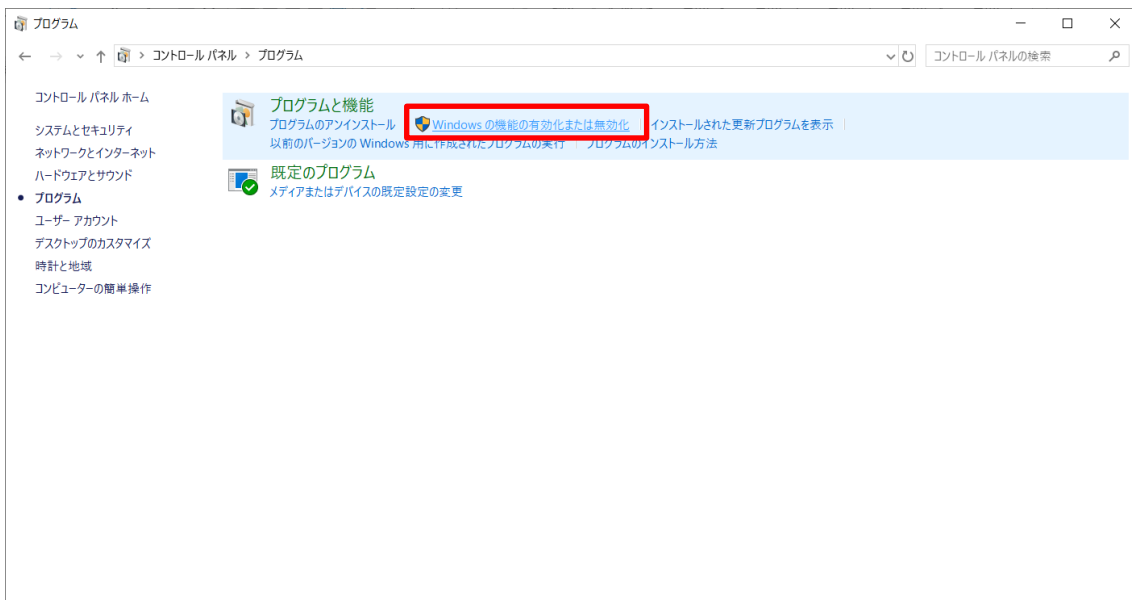 プログラム
コントロール パネル › プログラム
コントロール パネルの検索
コントロール パネル ホーム
システムとセキュリティ
ネットワークとインターネット
ハードウェアとサウンド
プログラム
ユーザー アカウント
デスクトップのカスタマイズ
時計と地域
コンピューターの簡単操作
プログラムと機能
プログラムのアンインストール Windows の機能の有効化または無効化 インストールされた更新プログラムを表示
以前のバージョンの Windows 用に作成されたプログラムの実行 プログラムのインストール方法
既定のプログラム
メディアまたはデバイスの既定設定の変更